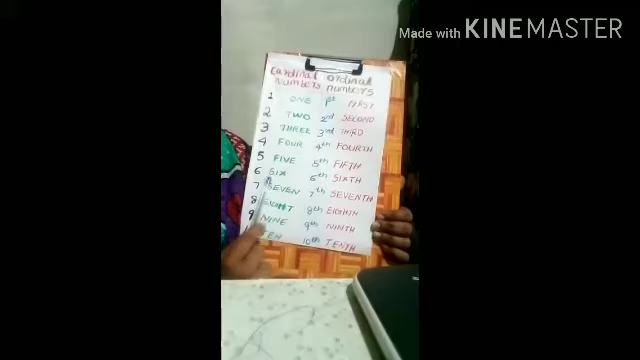 Made with KINEMASTER
Cardinal ordinal
numbers numbers
1 ONE 1st FIRST
2 TWO 2nd SECOND
3 THREE 3rd THIRD
4 FOUR 4th FOURTH
5 FIVE 5th FIFTH
6 SIX 6th SIXTH
7 SEVEN 7th SEVENTH
8 EIGHT 8th EIGHTH
9 NINE 9th NINTH
TEN 10th TENTH